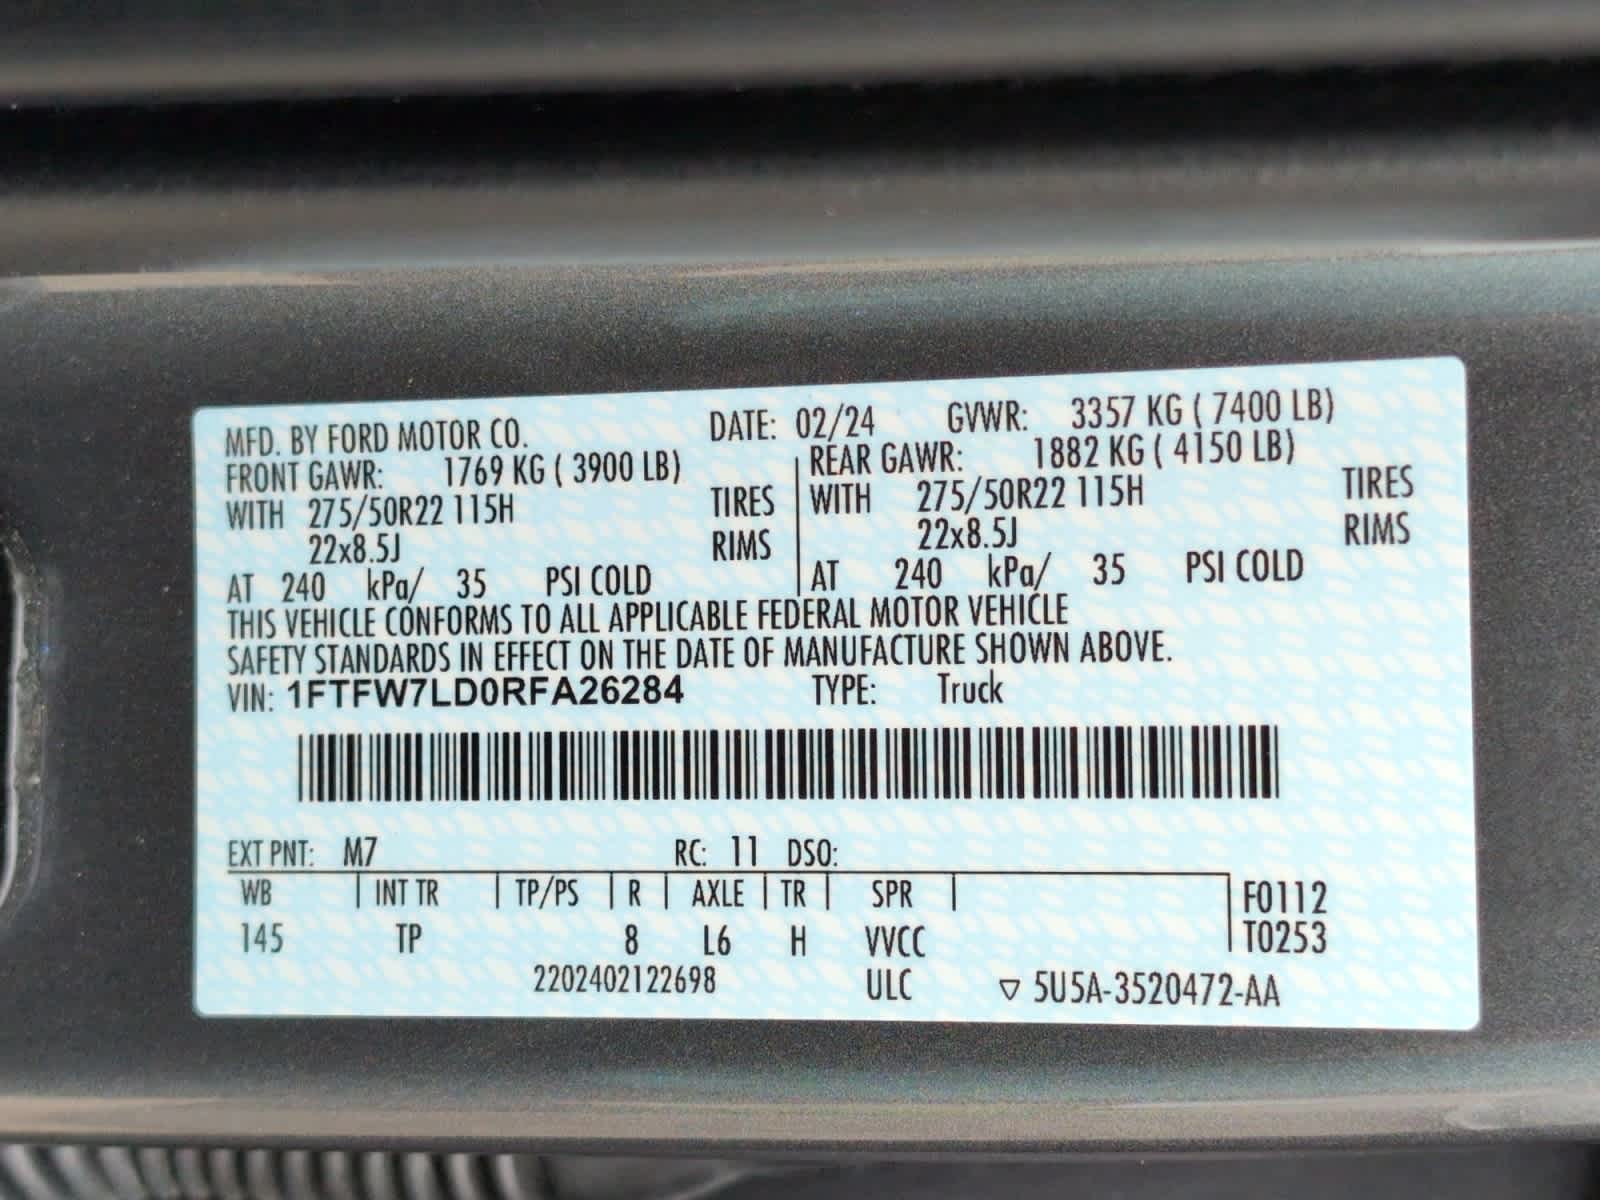 MFD. BY FORD MOTOR CO. DATE: 02/24 GVWR: 3357 KG ( 7400 LB)
FRONT GAWR: 1769 KG ( 3900 LB) REAR GAWR: 1882 KG ( 4150 LB)
WITH 275/50R22 115H TIRES WITH 275/50R22 115H TIRES
22x8.5J RIMS 22x8.5J RIMS
AT 240 kPa/ 35 PSI COLD AT 240 kPa/ 35 PSI COLD
THIS VEHICLE CONFORMS TO ALL APPLICABLE FEDERAL MOTOR VEHICLE
SAFETY STANDARDS IN EFFECT ON THE DATE OF MANUFACTURE SHOWN ABOVE.
VIN: 1FTFW7LD0RFA26284 TYPE: Truck
EXT PNT: M7 RC: 11 DSO:
WB INT TR TP/PS R AXLE TR SPR F0112
145 TP 8 L6 H VVCC T0253
2202402122698 ULC ▽ 5U5A-3520472-AA